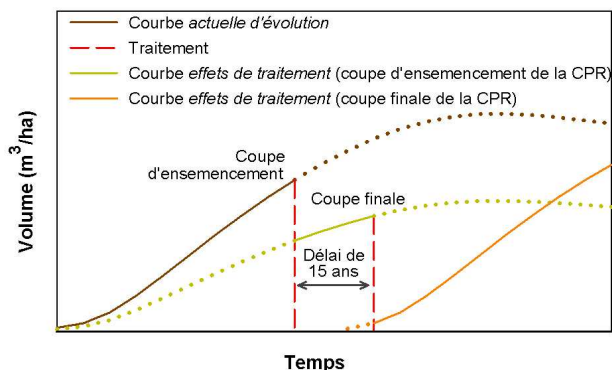 Courbe actuelle d'évolution
Traitement
Courbe effets de traitement (coupe d'ensemencement de la CPR)
Courbe effets de traitement (coupe finale de la CPR)
Volume (m³/ha)
Coupe
d'ensemencement
Coupe finale
Délai de
15 ans
Temps